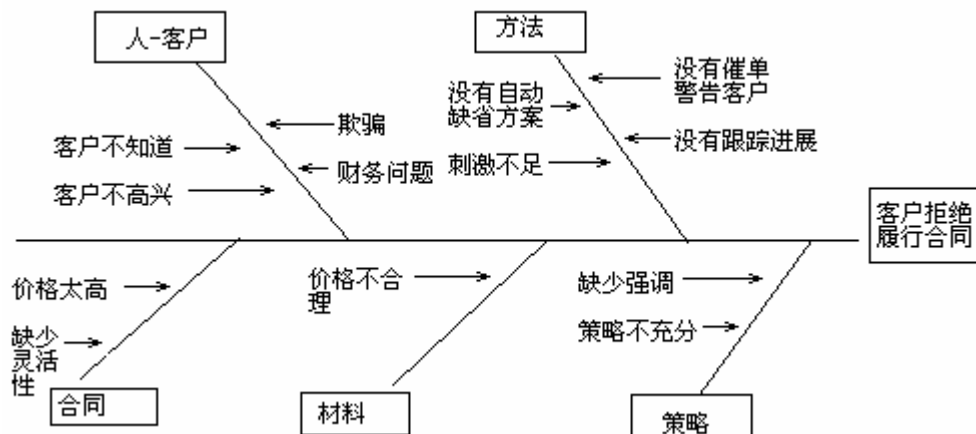 人-客户
方法
没有催单
警告客户
没有自动
缺省方案
欺骗
客户不知道
没有跟踪进展
财务问题
刺激不足
客户不高兴
客户拒绝
履行合同
价格太高
价格不合
理
缺少强调
缺少
灵活
性
策略不充分
合同
材料
策略